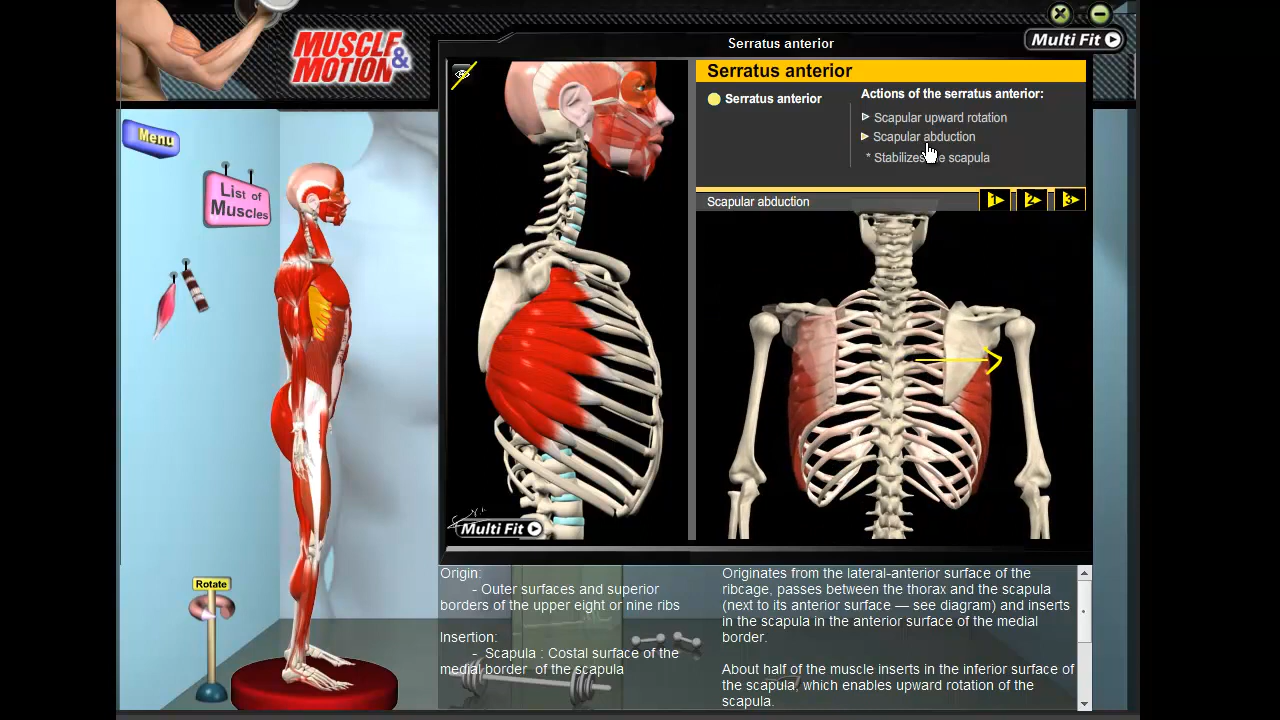 MUSCLE
& MOTION
Serratus anterior
Multi Fit
Serratus anterior
Serratus anterior
Actions of the serratus anterior:
Scapular upward rotation
Scapular abduction
* Stabilizes e scapula
Scapular abduction
1
2
3
Menu
List of
Muscles
Rotate
Multi Fit
Origin:
- Outer surfaces and superior
borders of the upper eight or nine ribs
Insertion:
- Scapula : Costal surface of the
medial border of the scapula
Originates from the lateral-anterior surface of the
ribcage, passes between the thorax and the scapula
(next to its anterior surface — see diagram) and inserts
in the scapula in the anterior surface of the medial
border.
About half of the muscle inserts in the inferior surface of
the scapula, which enables upward rotation of the
scapula.